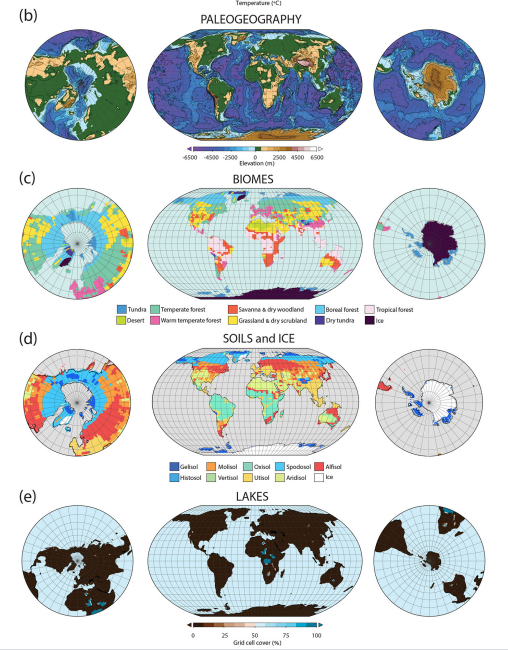 Temperature (ºC)
(b)
PALEOGEOGRAPHY
-6500 -4500 -2500 0 2500 4500 6500
Elevation (m)
(c)
BIOMES
Tundra Temperate forest Savanna & dry woodland Boreal forest Tropical forest
Desert Warm temperate forest Grassland & dry scrubland Dry tundra Ice
(d)
SOILS and ICE
Gelisol Molisol Oxisol Spodosol Alfisol
Histosol Vertisol Utisol Aridisol Ice
(e)
LAKES
0 25 50 75 100
Grid cell cover (%)